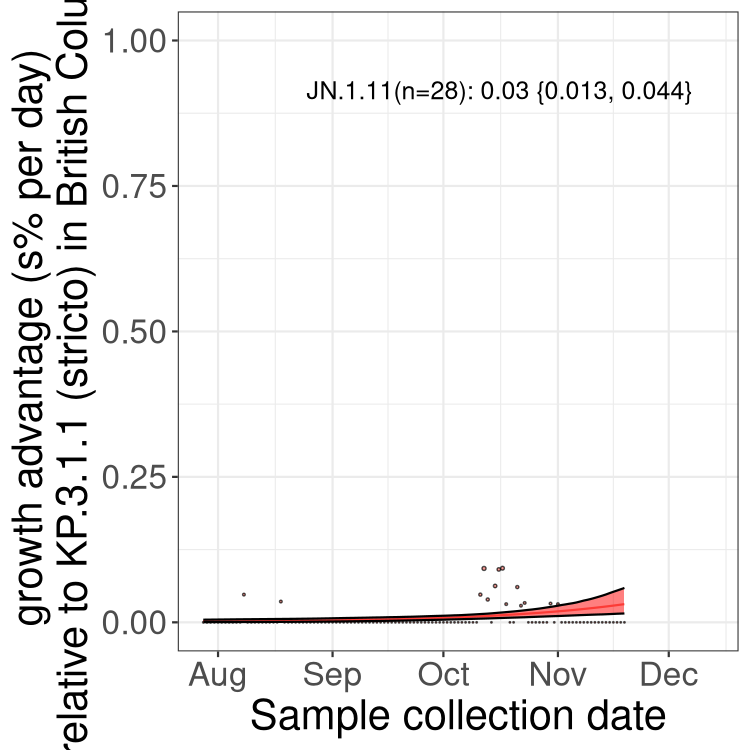 growth advantage (s% per day)
relative to KP.3.1.1 (stricto) in British Colu
1.00
0.75
0.50
0.25
0.00
JN.1.11(n=28): 0.03 {0.013, 0.044}
Aug Sep Oct Nov Dec
Sample collection date